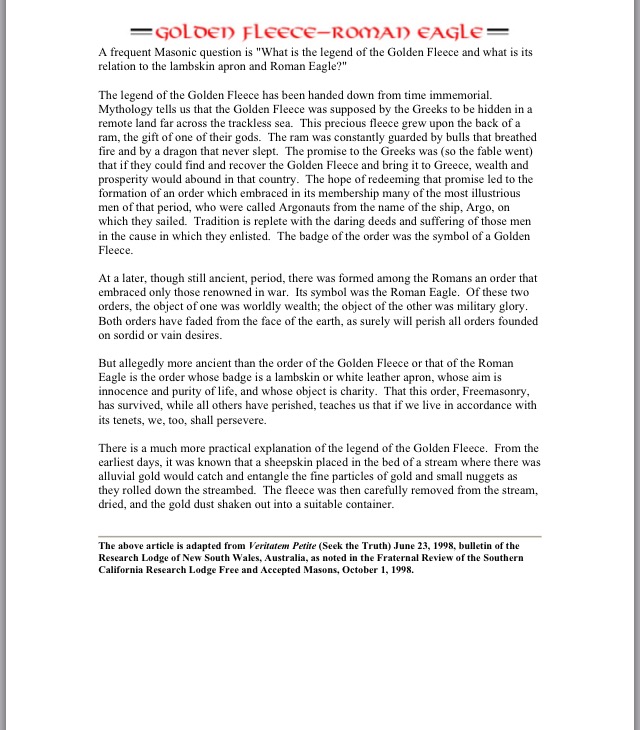 GOLDEN FLEECE—ROMAN EAGLE
A frequent Masonic question is "What is the legend of the Golden Fleece and what is its
relation to the lambskin apron and Roman Eagle?"
The legend of the Golden Fleece has been handed down from time immemorial.
Mythology tells us that the Golden Fleece was supposed by the Greeks to be hidden in a
remote land far across the trackless sea.  This precious fleece grew upon the back of a
ram, the gift of one of their gods.  The ram was constantly guarded by bulls that breathed
fire and by a dragon that never slept.  The promise to the Greeks was (so the fable went)
that if they could find and recover the Golden Fleece and bring it to Greece, wealth and
prosperity would abound in that country.  The hope of redeeming that promise led to the
formation of an order which embraced in its membership many of the most illustrious
men of that period, who were called Argonauts from the name of the ship, Argo, on
which they sailed.  Tradition is replete with the daring deeds and suffering of those men
in the cause in which they enlisted.  The badge of the order was the symbol of a Golden
Fleece.
At a later, though still ancient, period, there was formed among the Romans an order that
embraced only those renowned in war.  Its symbol was the Roman Eagle.  Of these two
orders, the object of one was worldly wealth; the object of the other was military glory.
Both orders have faded from the face of the earth, as surely will perish all orders founded
on sordid or vain desires.
But allegedly more ancient than the order of the Golden Fleece or that of the Roman
Eagle is the order whose badge is a lambskin or white leather apron, whose aim is
innocence and purity of life, and whose object is charity.  That this order, Freemasonry,
has survived, while all others have perished, teaches us that if we live in accordance with
its tenets, we, too, shall persevere.
There is a much more practical explanation of the legend of the Golden Fleece.  From the
earliest days, it was known that a sheepskin placed in the bed of a stream where there was
alluvial gold would catch and entangle the fine particles of gold and small nuggets as
they rolled down the streambed.  The fleece was then carefully removed from the stream,
dried, and the gold dust shaken out into a suitable container.
The above article is adapted from Veritatem Petite (Seek the Truth) June 23, 1998, bulletin of the
Research Lodge of New South Wales, Australia, as noted in the Fraternal Review of the Southern
California Research Lodge Free and Accepted Masons, October 1, 1998.